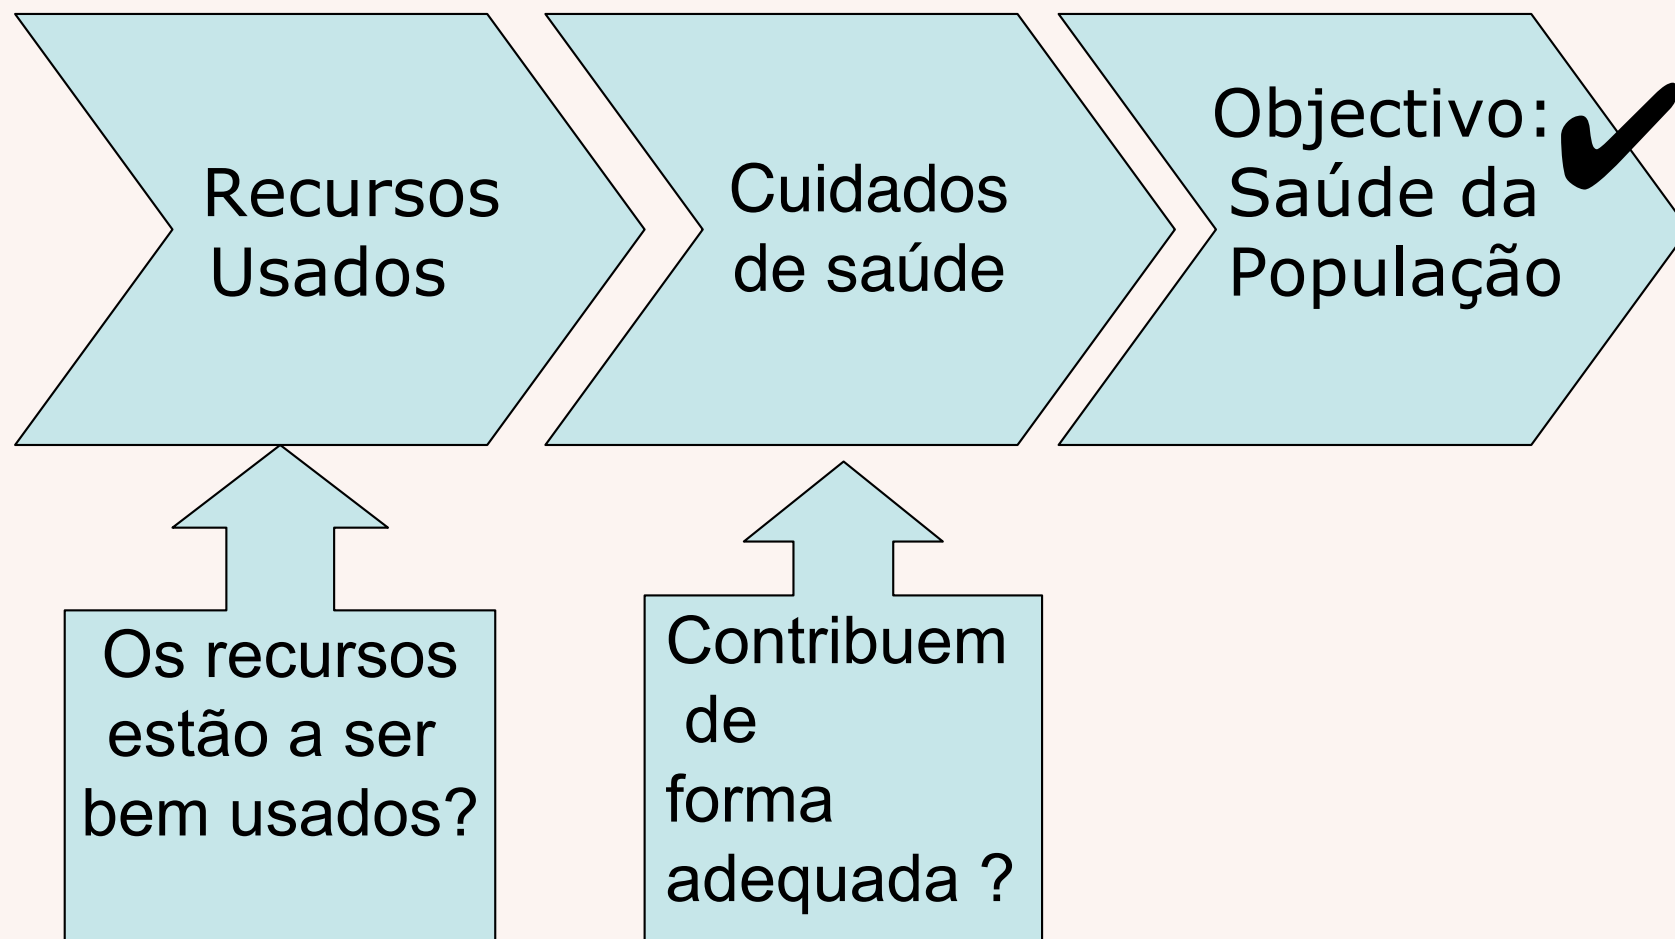 Recursos
Usados
Cuidados
de saúde
Objectivo:
Saúde da
População
Os recursos
estão a ser
bem usados?
Contribuem
de
forma
adequada ?